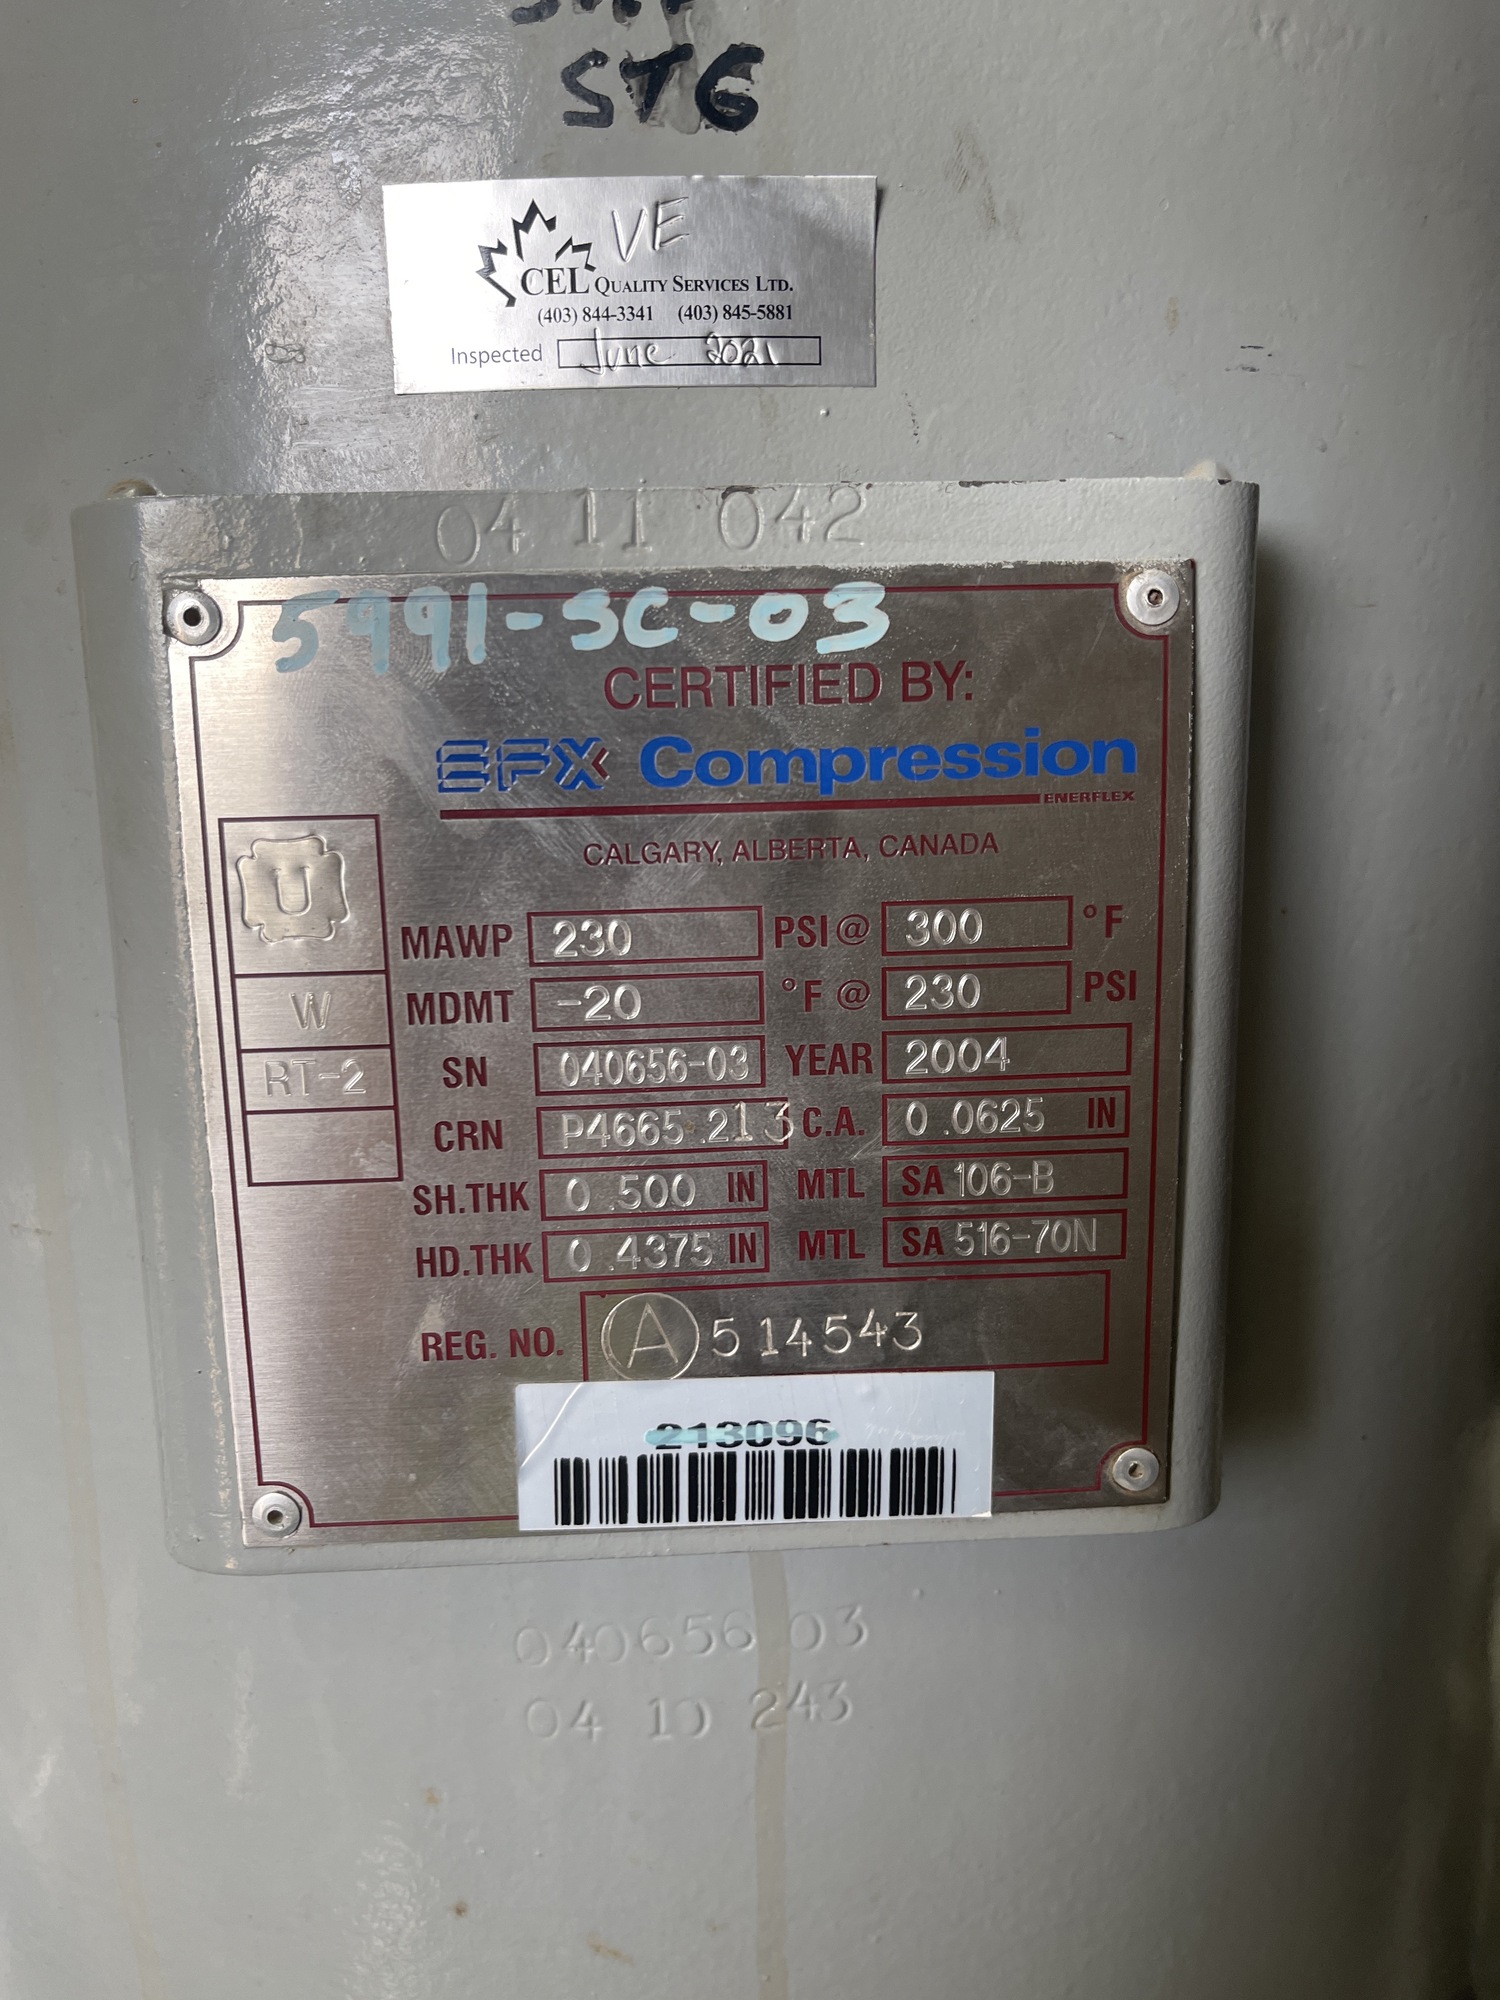 STG
VE
CEL QUALITY SERVICES LTD.
(403) 844-3341 (403) 845-5881
Inspected June 2021
04 11 042
5991-SC-03
CERTIFIED BY:
EFX Compression
ENERFLEX
CALGARY, ALBERTA, CANADA
U
W
RT-2
MAWP 230 PSI @ 300 °F
MDMT -20 °F @ 230 PSI
SN 040656-03 YEAR 2004
CRN P4665.213 C.A. 0.0625 IN
SH.THK 0.500 IN MTL SA 106-B
HD.THK 0.4375 IN MTL SA 516-70N
REG. NO. A 514543
213096
040656 03
04 10 243